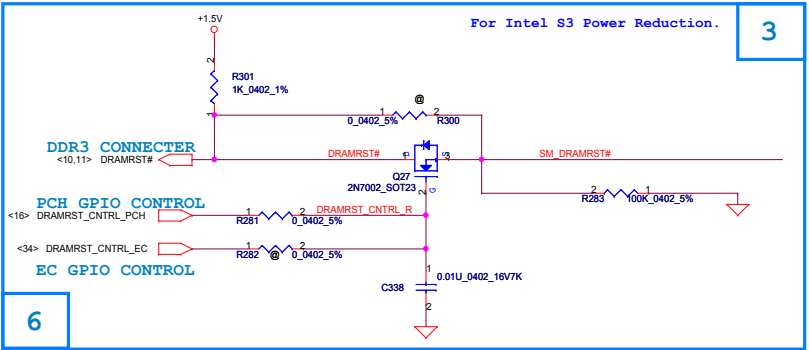 +1.5V
For Intel S3 Power Reduction.
3
2
R301
1K_0402_1%
1
@
1
2
0_0402_5%
R300
DDR3 CONNECTER
<10,11> DRAMRST#
DRAMRST#
1
D
S
3
SM_DRAMRST#
Q27
2N7002_SOT23
2
G
R283
1
2
100K_0402_5%
PCH GPIO CONTROL
<16> DRAMRST_CNTRL_PCH
1
2
DRAMRST_CNTRL_R
R281
0_0402_5%
<34> DRAMRST_CNTRL_EC
1
2
R282
@
0_0402_5%
EC GPIO CONTROL
1
0.01U_0402_16V7K
C338
2
6